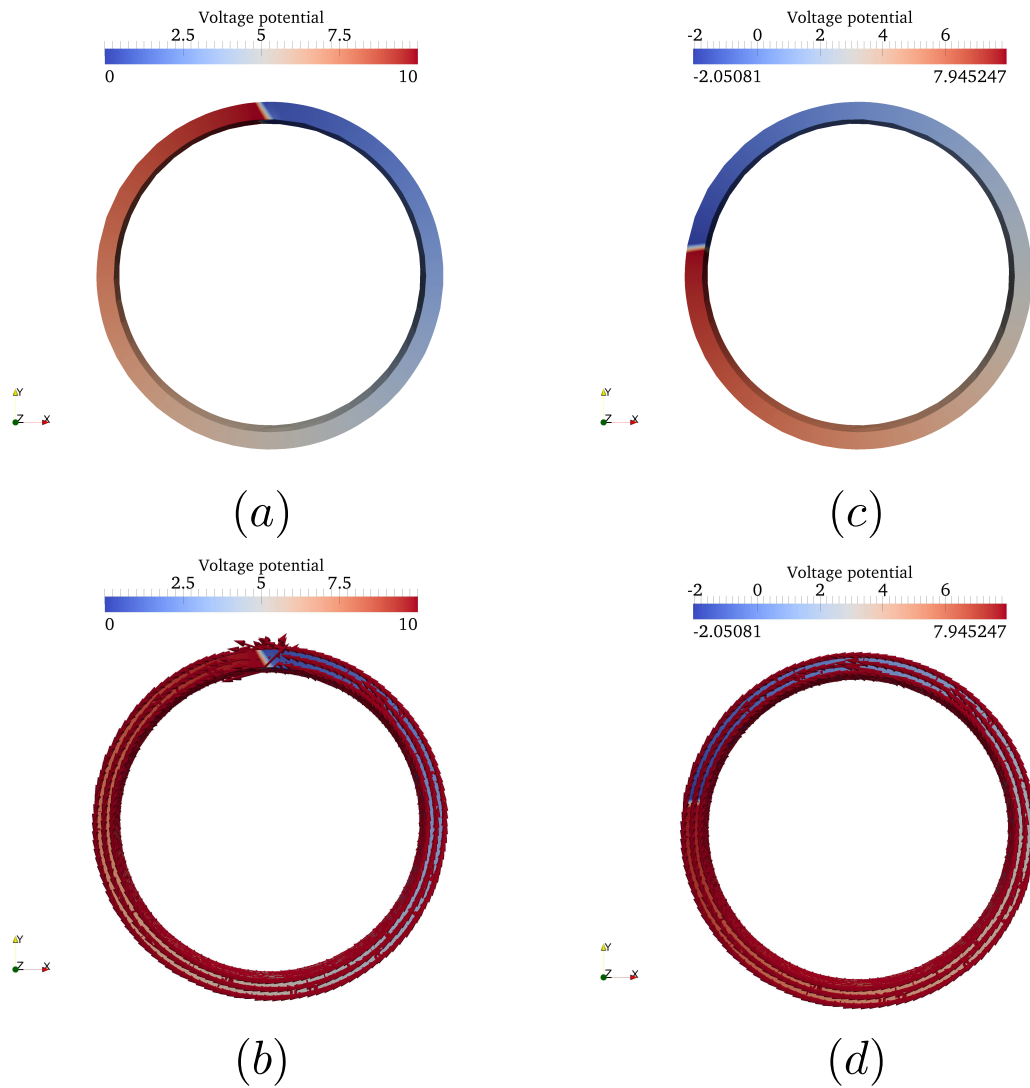 Voltage potential
2.5 5 7.5
0 10
Y
Z X
(a)
Voltage potential
-2 0 2 4 6
-2.05081 7.945247
Y
Z X
(c)
Voltage potential
2.5 5 7.5
0 10
Y
Z X
(b)
Voltage potential
-2 0 2 4 6
-2.05081 7.945247
Y
Z X
(d)